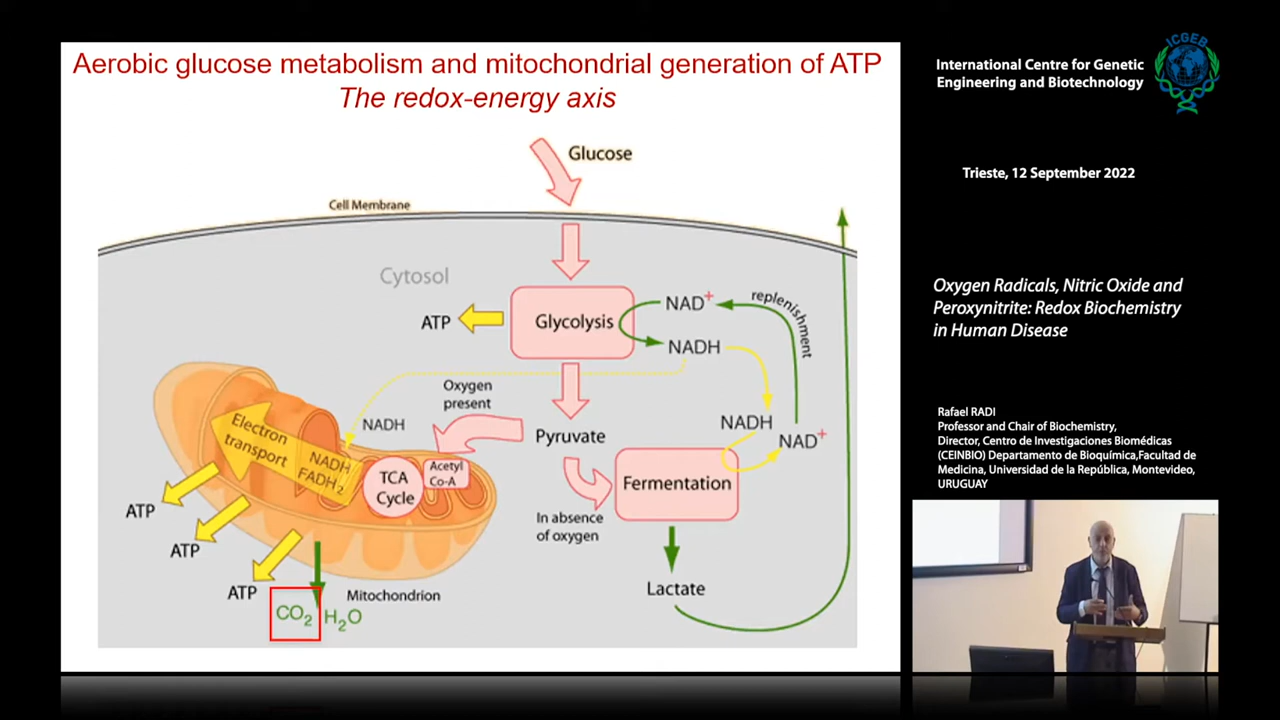 Aerobic glucose metabolism and mitochondrial generation of ATP
The redox-energy axis
Glucose
Cell Membrane
Cytosol
ATP
Glycolysis
NAD+
NADH
replenishment
Oxygen
present
NADH
Pyruvate
NADH
NAD+
Electron
transport
NADH
FADH2
TCA
Cycle
Acetyl
Co-A
Fermentation
In absence
of oxygen
ATP
ATP
ATP
CO2
H2O
Mitochondrion
Lactate
ICGEB
International Centre for Genetic
Engineering and Biotechnology
Trieste, 12 September 2022
Oxygen Radicals, Nitric Oxide and
Peroxynitrite: Redox Biochemistry
in Human Disease
Rafael RADI
Professor and Chair of Biochemistry,
Director, Centro de Investigaciones Biomédicas
(CEINBIO) Departamento de Bioquímica,Facultad de
Medicina, Universidad de la República, Montevideo,
URUGUAY